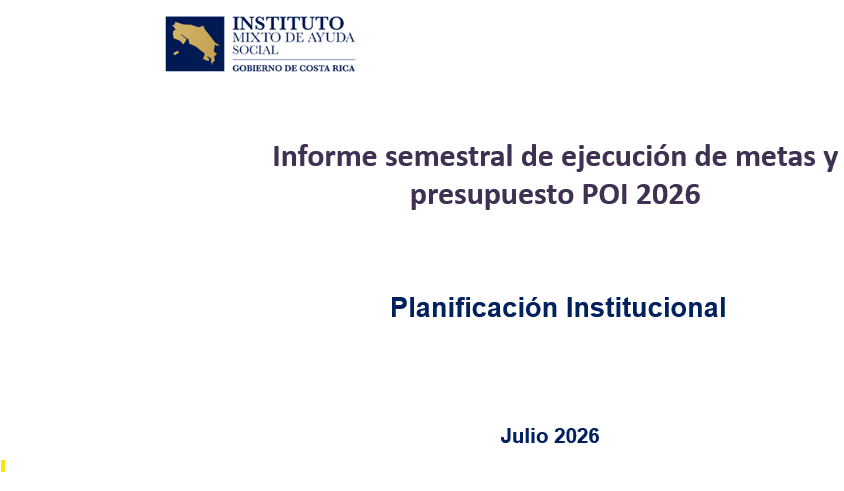 INSTITUTO
MIXTO DE AYUDA
SOCIAL
GOBIERNO DE COSTA RICA
Informe semestral de ejecución de metas y
presupuesto POI 2026
Planificación Institucional
Julio 2026